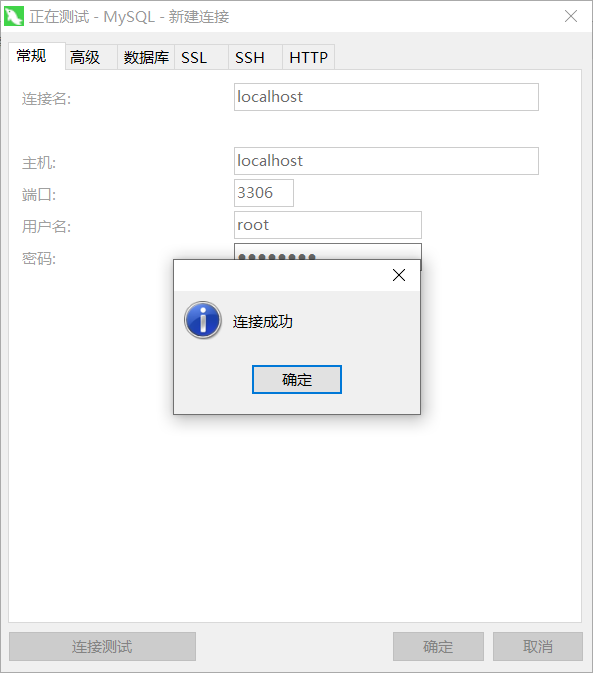 正在测试 - MySQL - 新建连接
常规 高级 数据库 SSL SSH HTTP
连接名: localhost
主机: localhost
端口: 3306
用户名: root
密码: ●●●●●●●●
连接成功
确定
连接测试 确定 取消